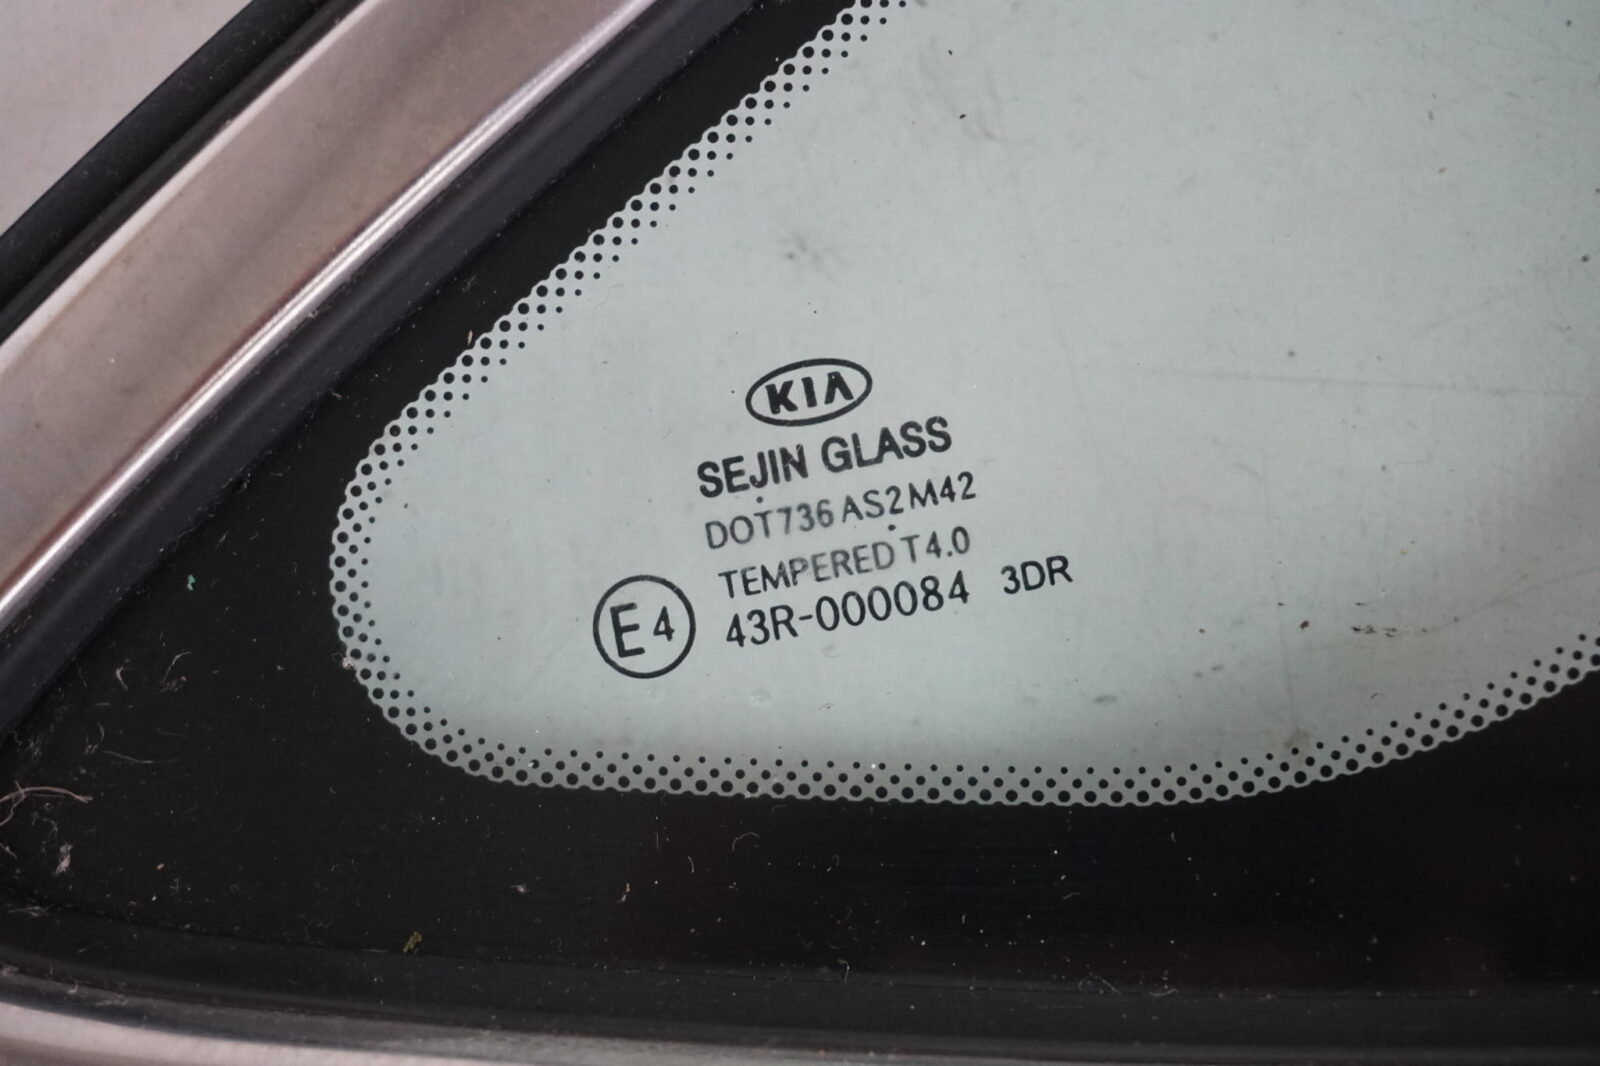 KIA
SEJIN GLASS
DOT736 AS2 M42
TEMPERED T4.0
E4 43R-000084 3DR